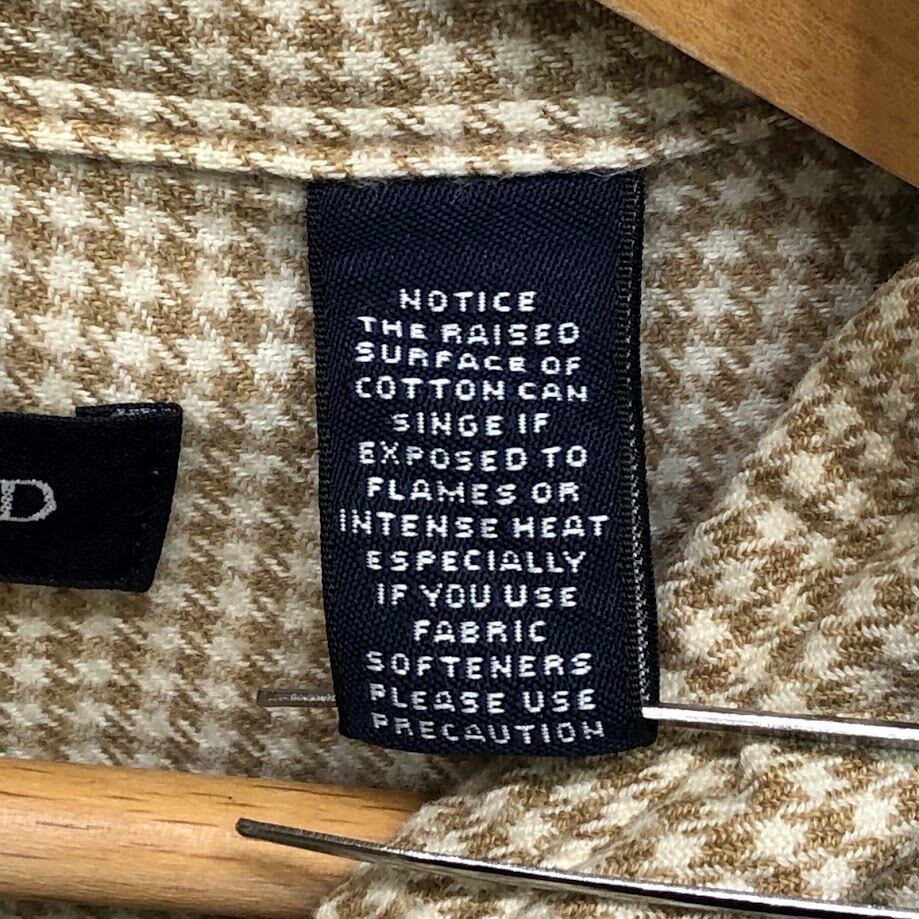 D
NOTICE
THE RAISED
SURFACE OF
COTTON CAN
SINGE IF
EXPOSED TO
FLAMES OR
INTENSE HEAT
ESPECIALLY
IF YOU USE
FABRIC
SOFTENERS
PLEASE USE
PRECAUTION